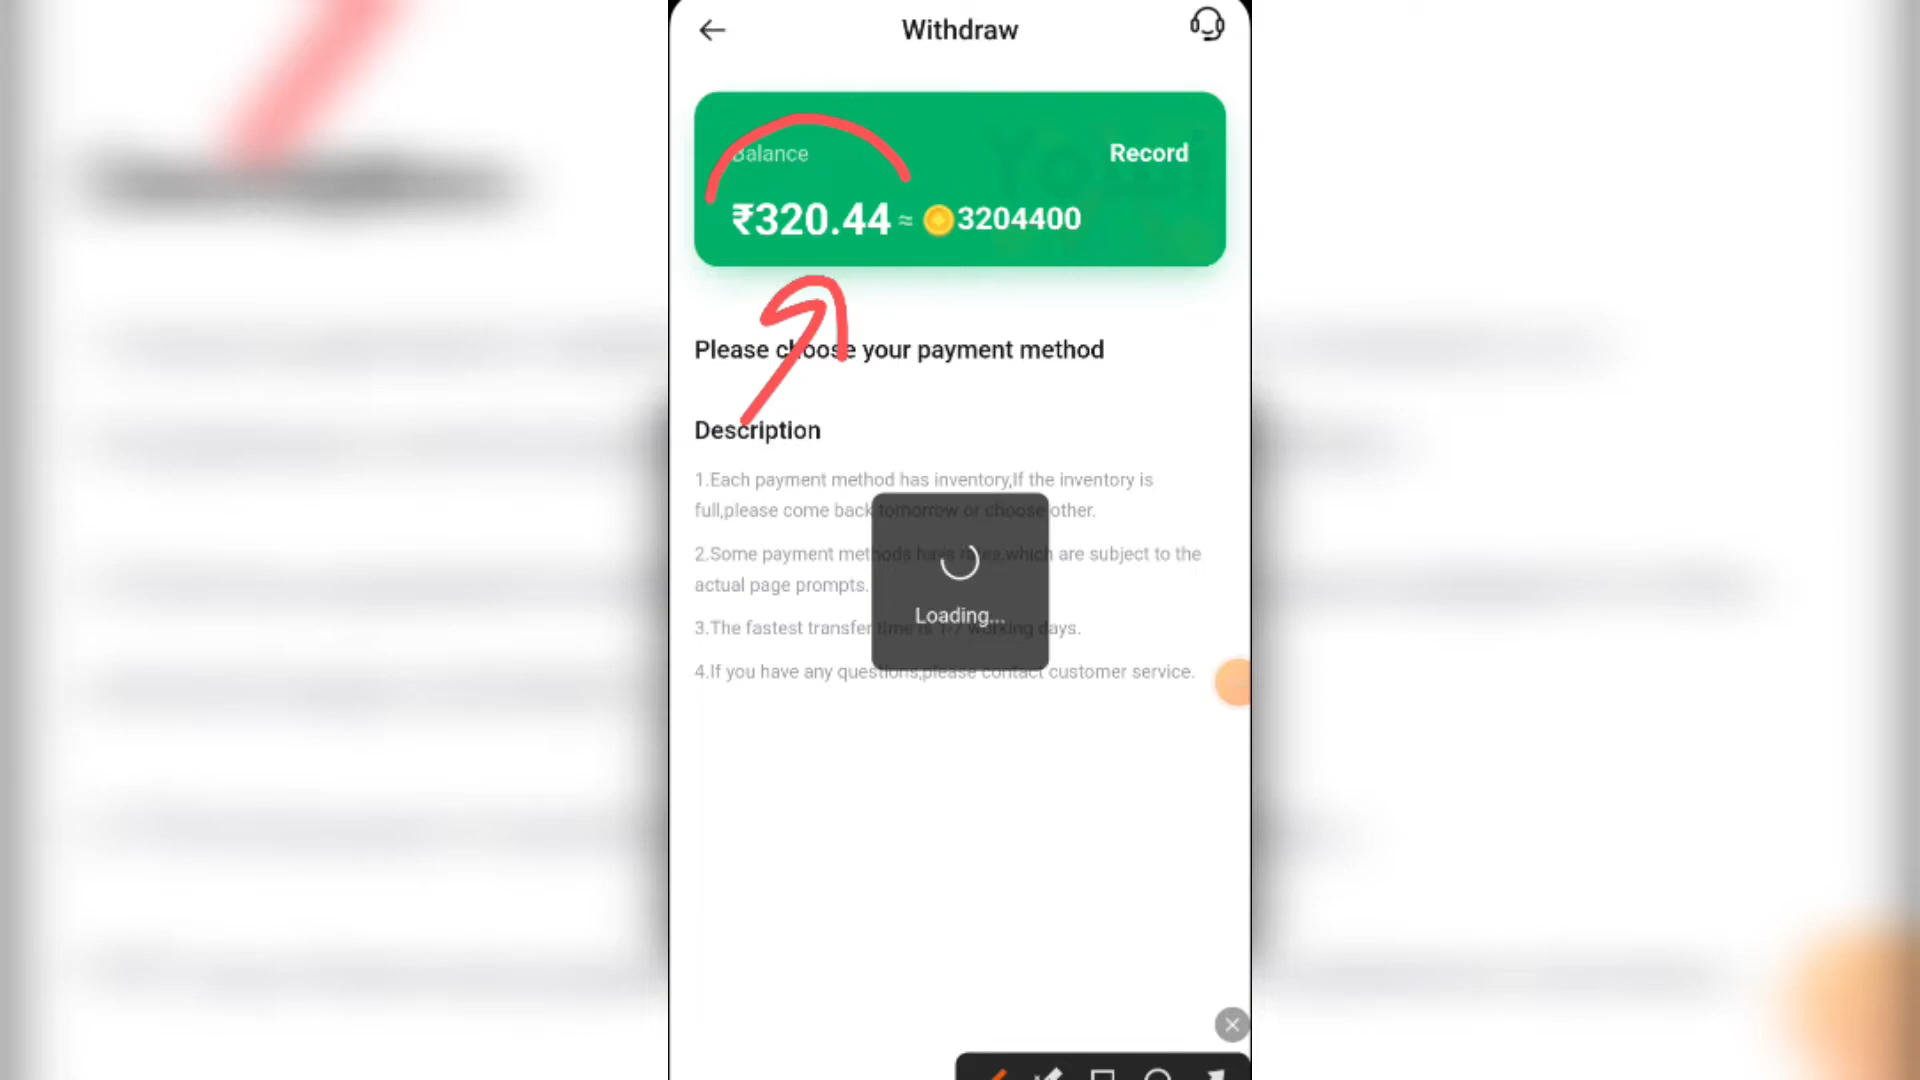 Withdraw
Balance
Record
₹320.44 ≈ 3204400
Please choose your payment method
Description
1.Each payment method has inventory,If the inventory is
full,please come back tomorrow or choose other.
2.Some payment methods have rules,which are subject to the
actual page prompts.
3.The fastest transfer time is 1-7 working days.
Loading...
4.If you have any questions,please contact customer service.